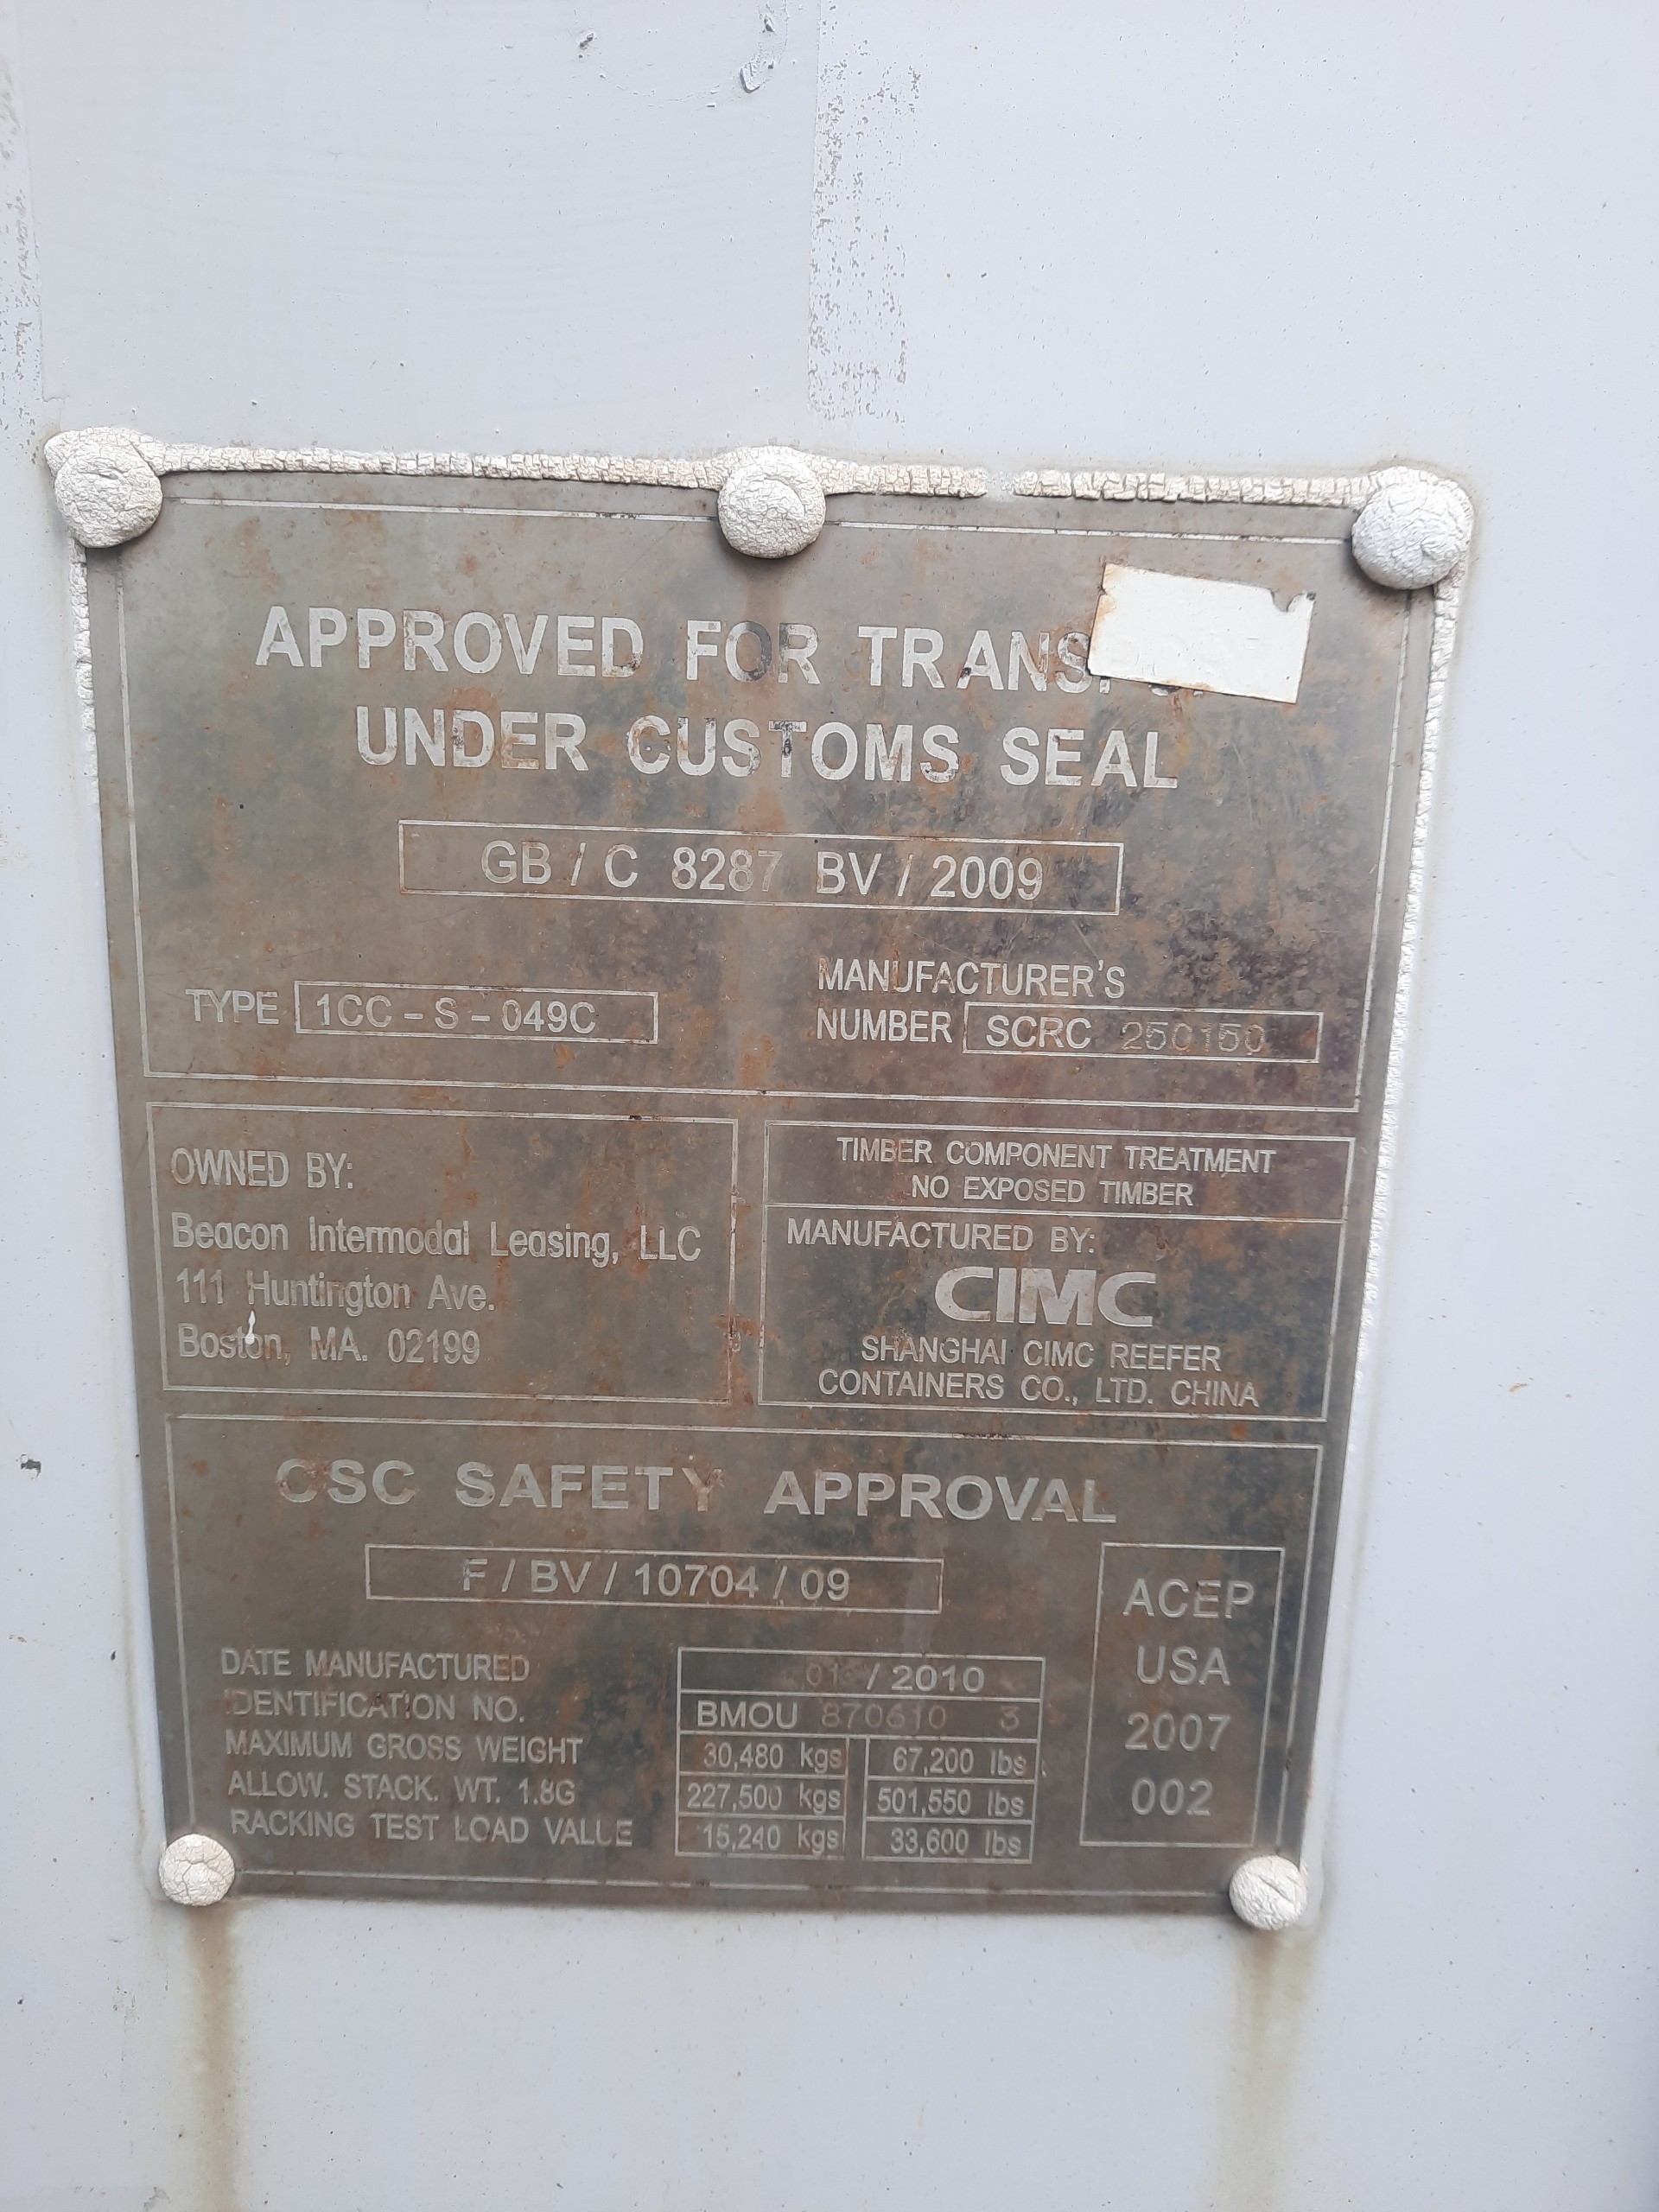 APPROVED FOR
UNDER CUSTOMS SEAL
GB / C 8287 BV / 2009
MANUFACTURER'S
TYPE 1CC - S - 049C
NUMBER SCRC 250150
OWNED BY:
Beacon Intermodal Leasing, LLC
111 Huntington Ave.
Boston, MA. 02199
TIMBER COMPONENT TREATMENT
NO EXPOSED TIMBER
MANUFACTURED BY:
CIMC
SHANGHAI CIMC REEFER
CONTAINERS CO., LTD. CHINA
CSC SAFETY APPROVAL
F / BV / 10704 / 09
DATE MANUFACTURED / 2010
IDENTIFICATION NO. BMOU 870610 3
MAXIMUM GROSS WEIGHT 30,480 kgs 67,200 lbs
ALLOW. STACK. WT. 1.8G 227,500 kgs 501,550 lbs
RACKING TEST LOAD VALUE 15,240 kgs 33,600 lbs
ACEP
USA
2007
002